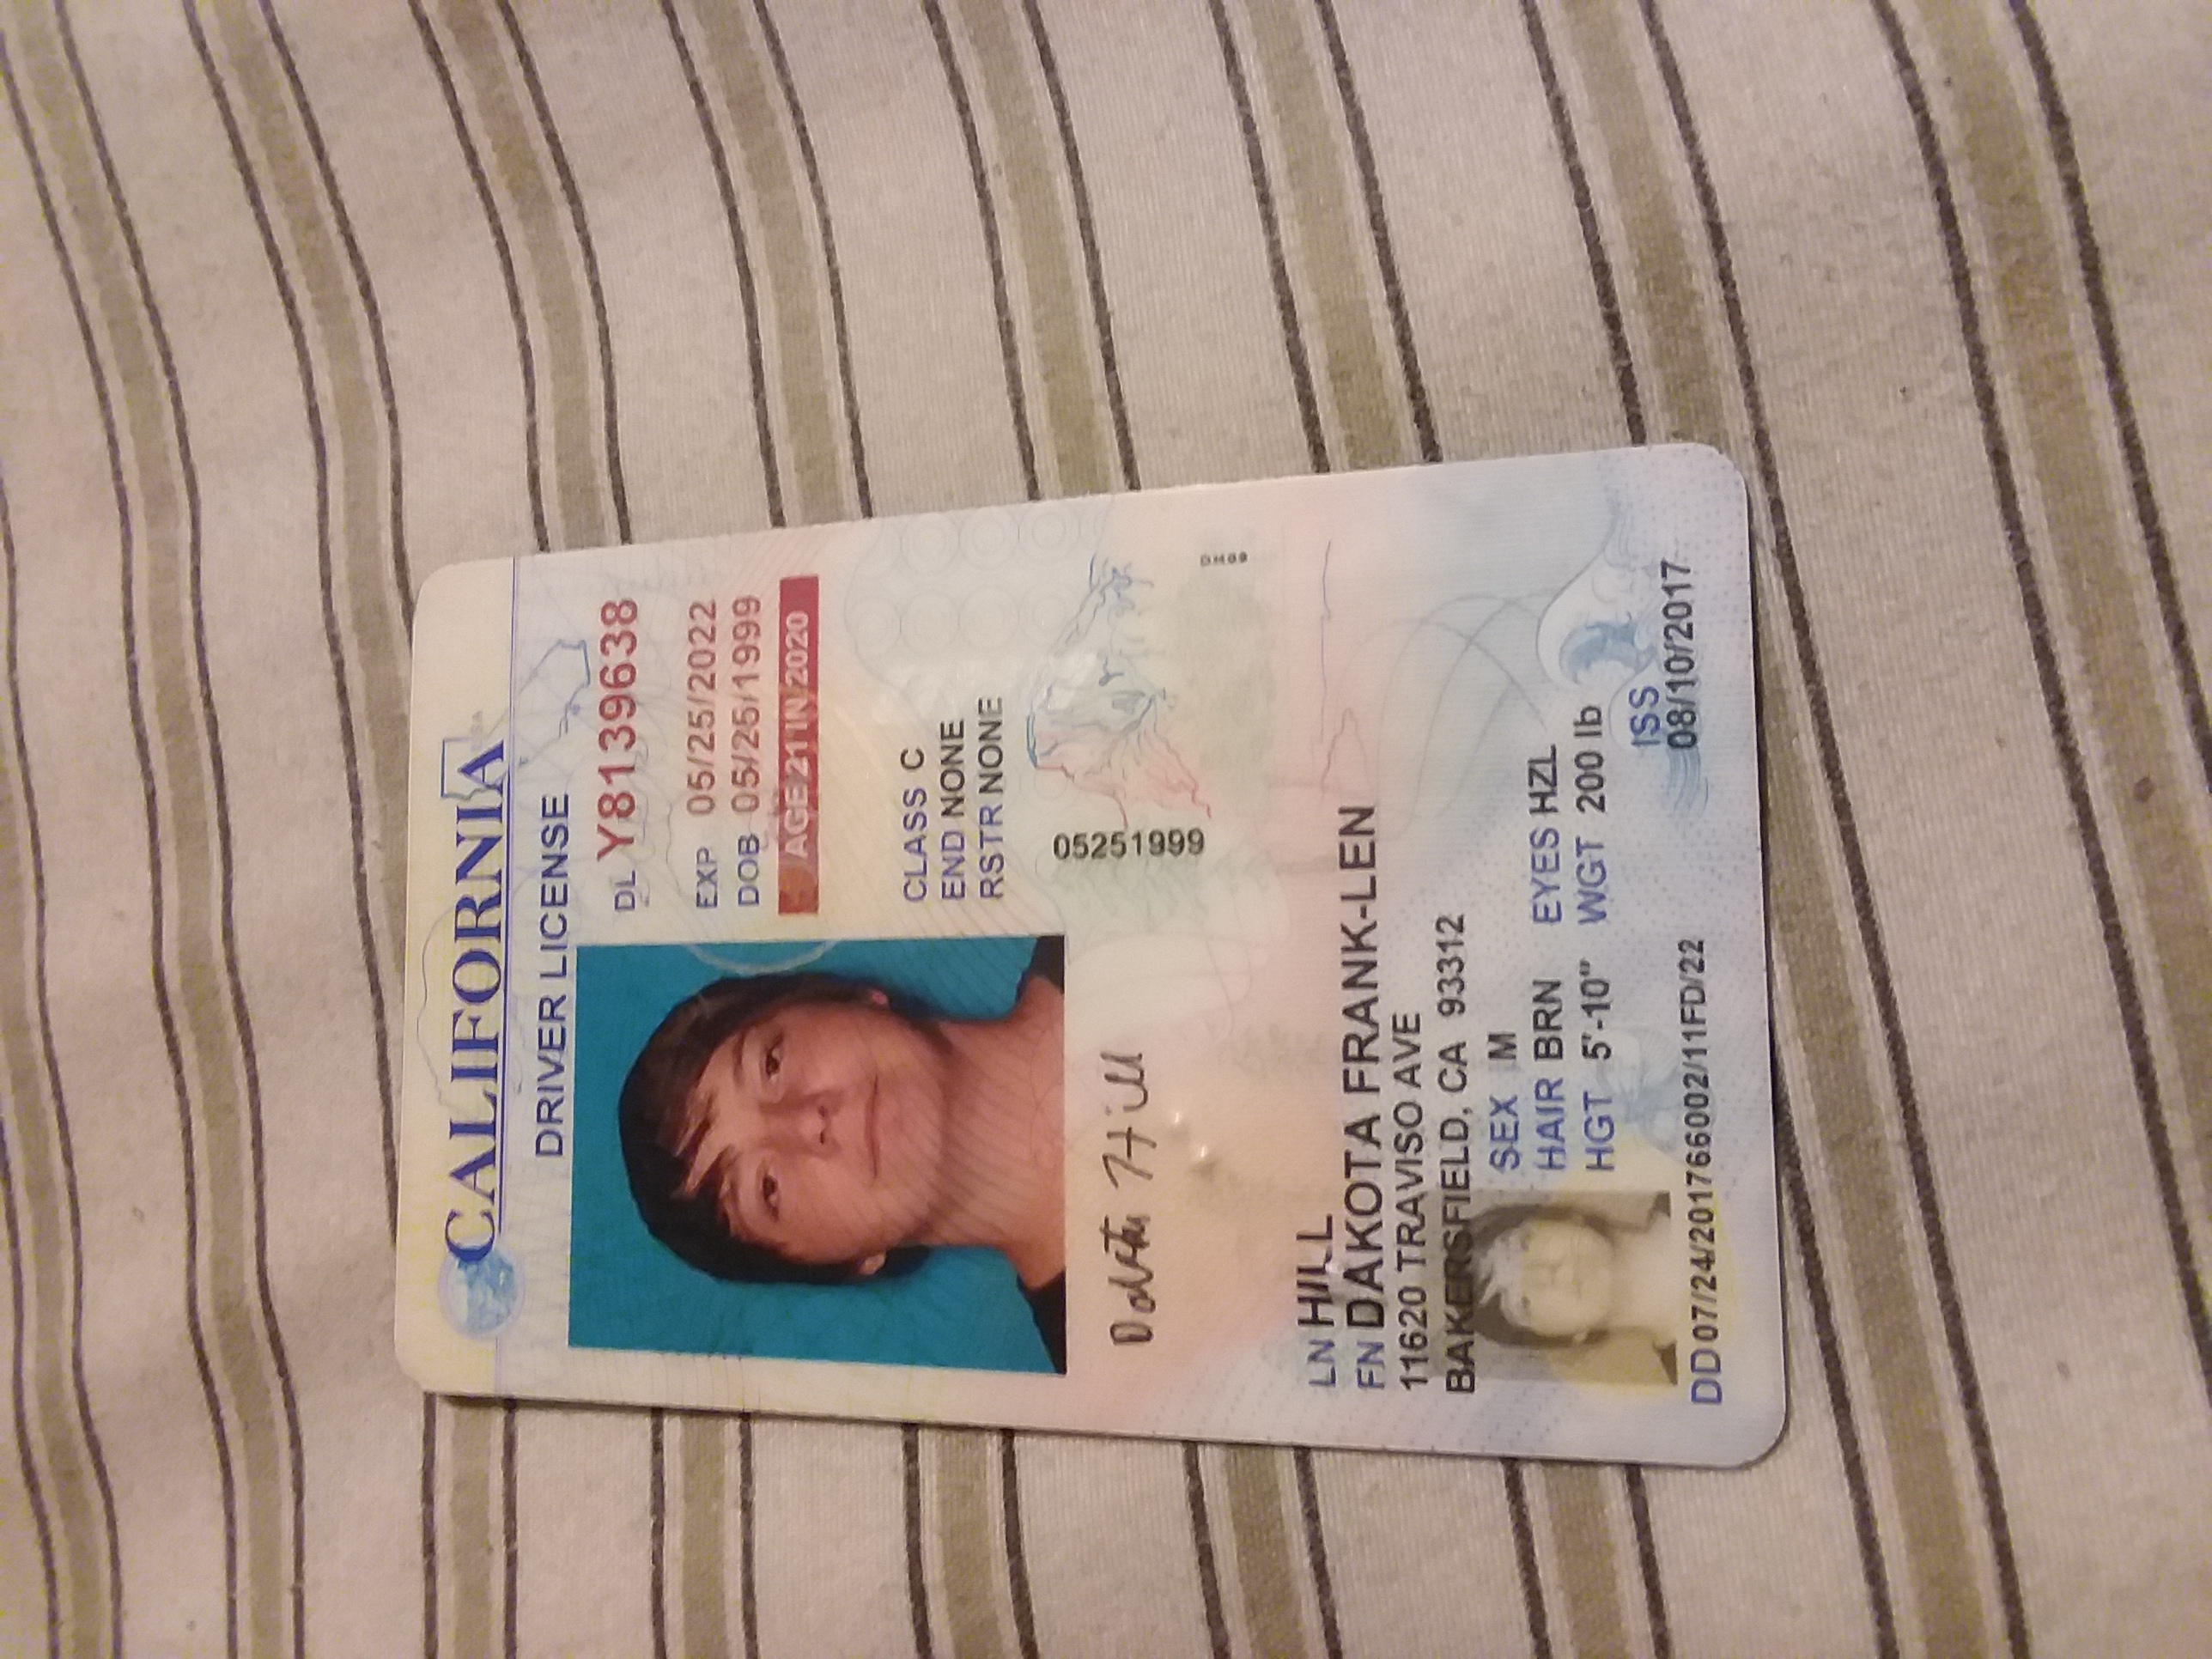 CALIFORNIA
DRIVER LICENSE
DL Y8139638
EXP 05/25/2022
DOB 05/25/1999
AGE 21 IN 2020
CLASS C
END NONE
RSTR NONE
05251999
Dakota Hill
LN HILL
FN DAKOTA FRANK-LEN
11620 TRAVISO AVE
BAKERSFIELD, CA 93312
SEX M
HAIR BRN EYES HZL
HGT 5'-10" WGT 200 lb
ISS
08/10/2017
DD 07/24/201766002/11FD/22